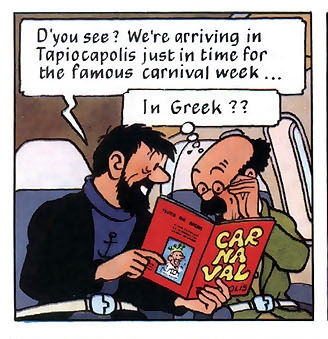 D'you see? We're arriving in
Tapiocapolis just in time for
the famous carnival week...
In Greek??
CAR
NA
VAL